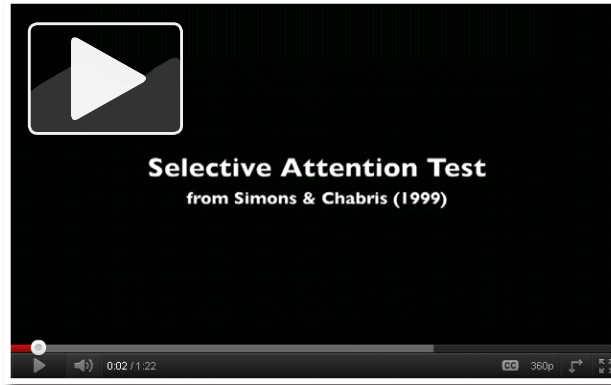 Selective Attention Test
from Simons & Chabris (1999)
0:02 / 1:22 CC 360p